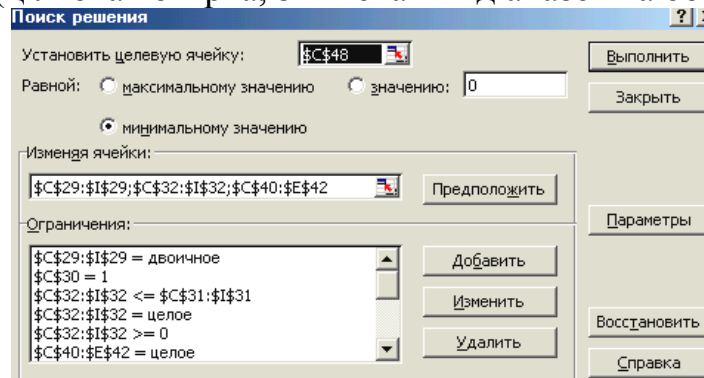 Поиск решения
Установить целевую ячейку: $C$48 Выполнить
Равной: максимальному значению значению: 0 Закрыть
минимальному значению
Изменяя ячейки:
$C$29:$I$29;$C$32:$I$32;$C$40:$E$42 Предположить
Ограничения: Параметры
$C$29:$I$29 = двоичное Добавить
$C$30 = 1
$C$32:$I$32 <= $C$31:$I$31 Изменить
$C$32:$I$32 = целое Восстановить
$C$32:$I$32 >= 0 Удалить
$C$40:$E$42 = целое Справка